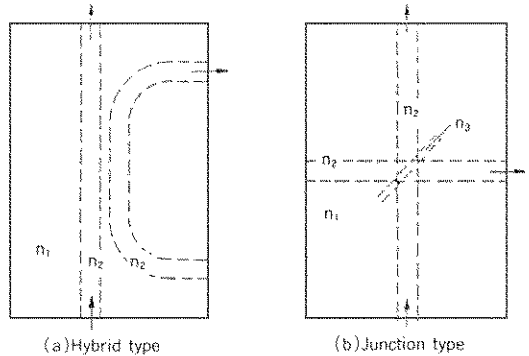 n₁
n₂
n₂
(a)Hybrid type
n₂
n₃
n₂
n₁
(b)Junction type